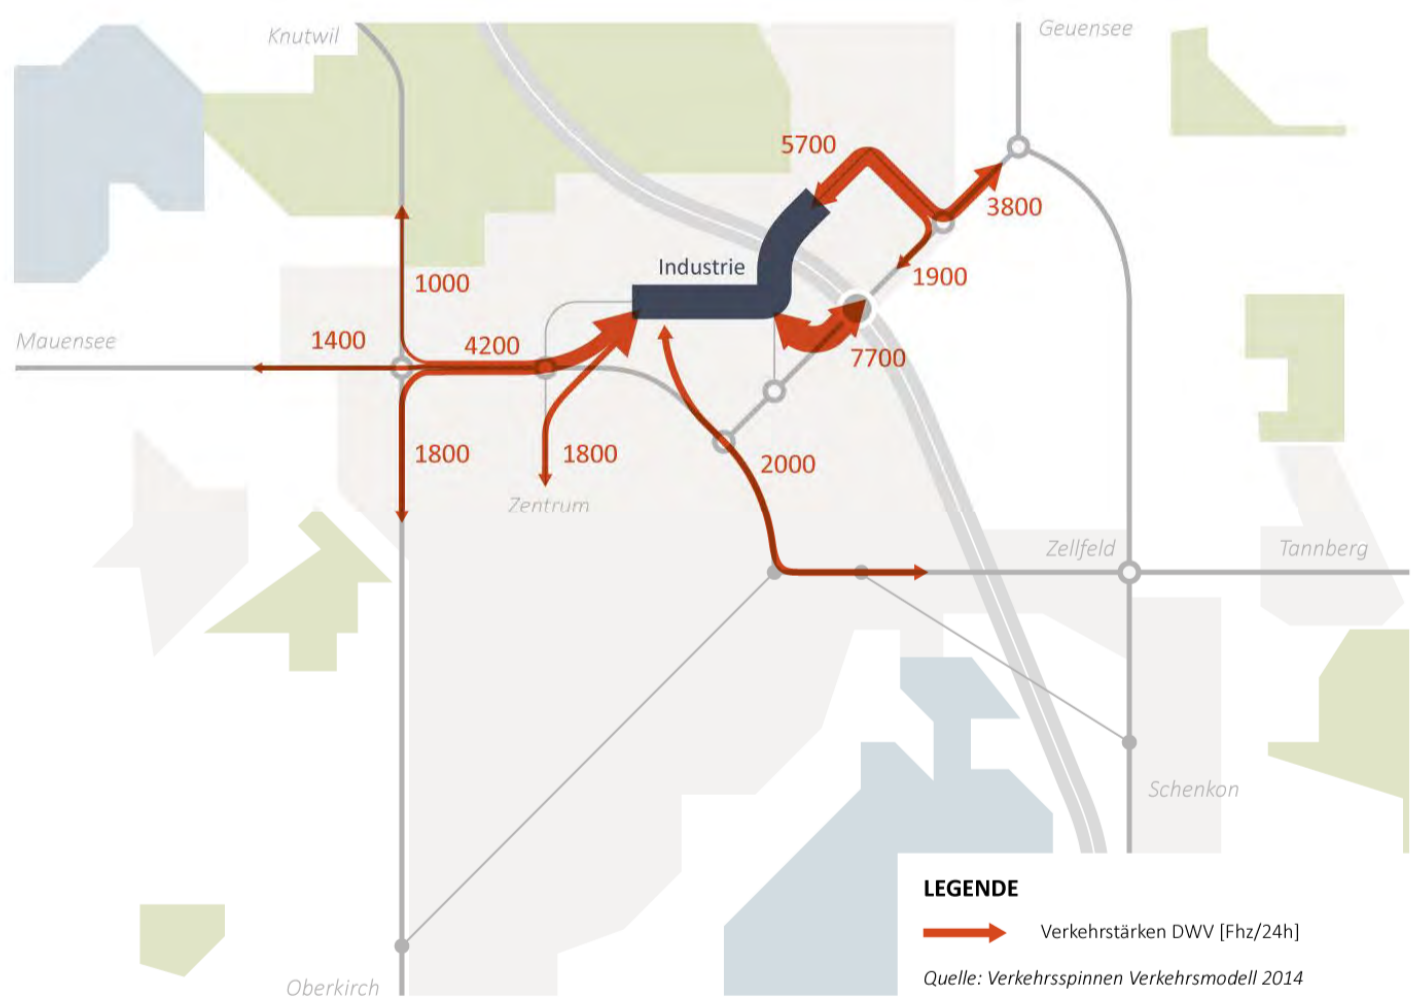 Knutwil
Geuensee
5700
3800
Industrie
1900
1000
Mauensee
1400
4200
7700
1800
1800
2000
Zentrum
Zellfeld
Tannberg
Schenkon
LEGENDE
Verkehrstärken DWV [Fhz/24h]
Quelle: Verkehrsspinnen Verkehrsmodell 2014
Oberkirch